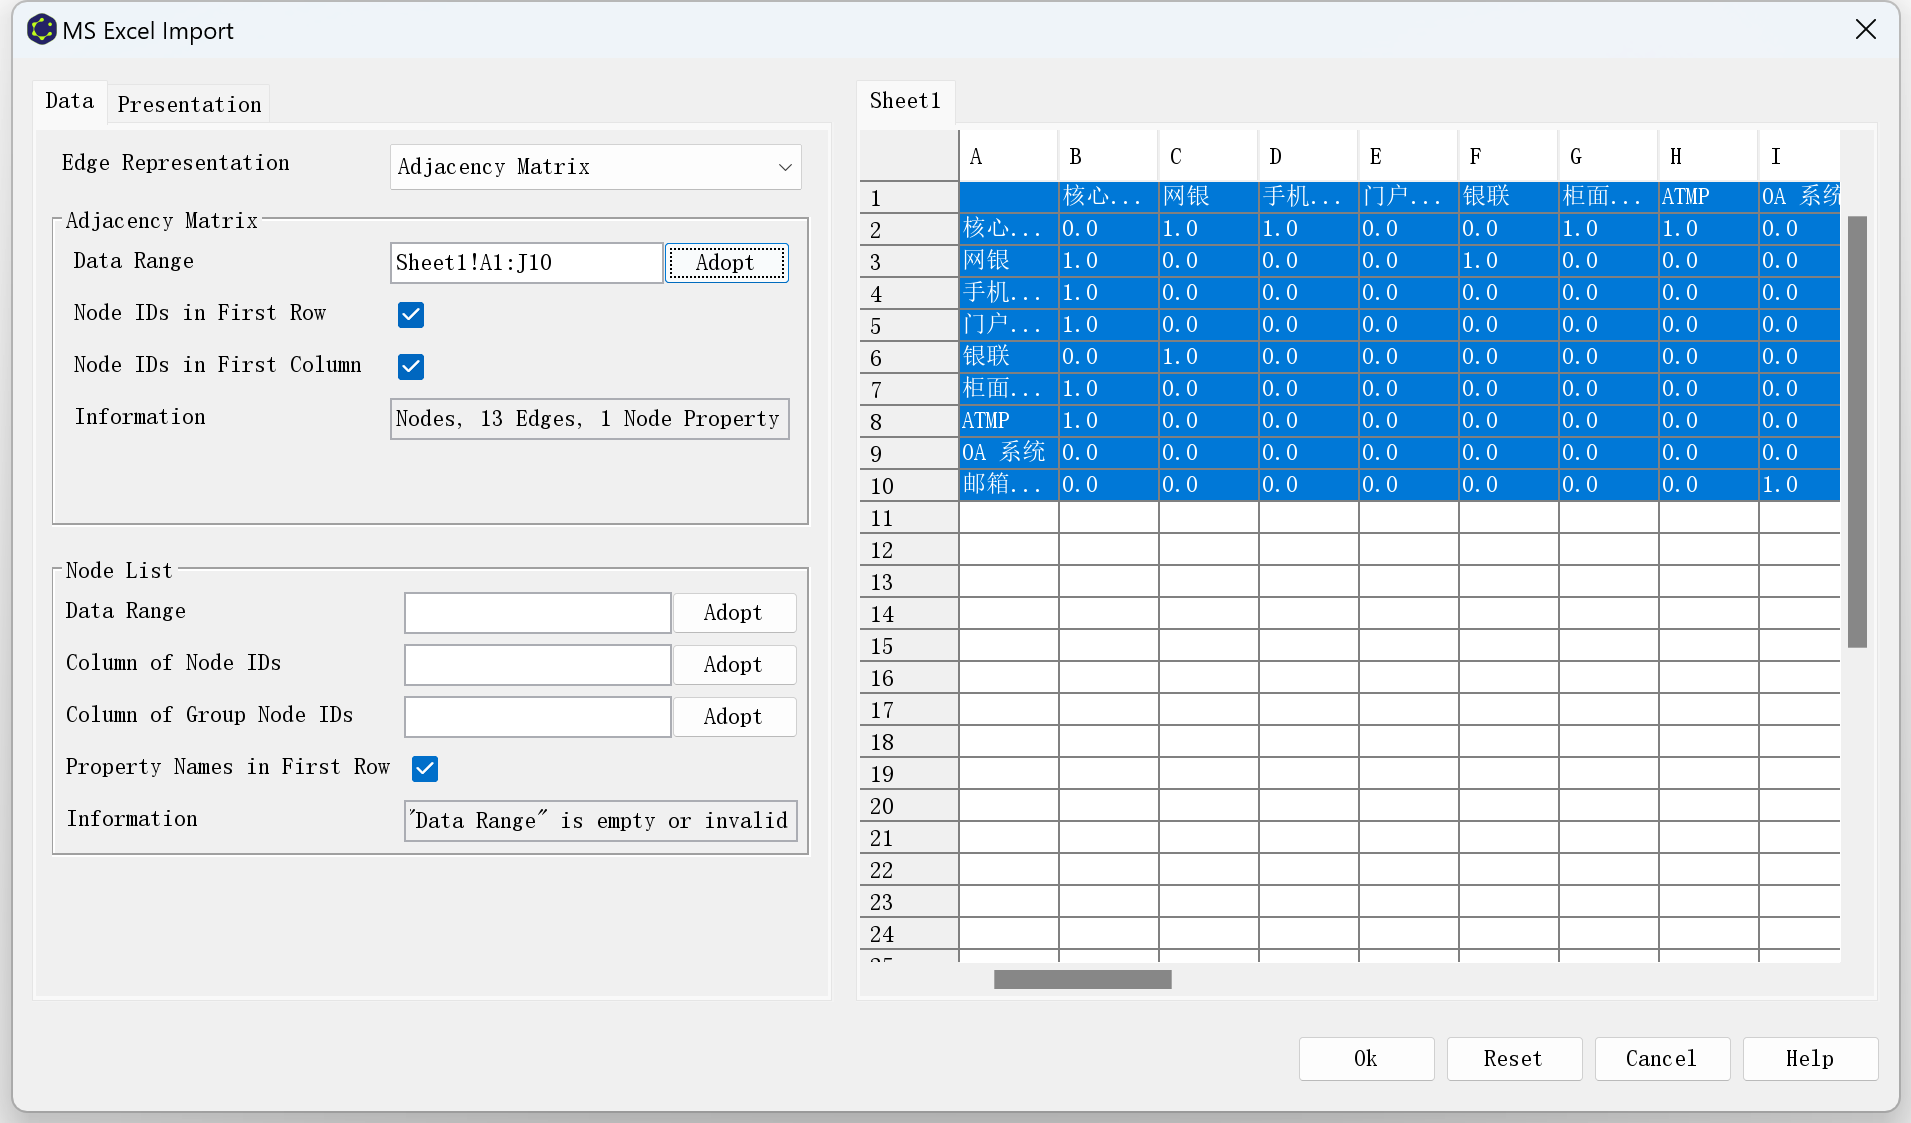 MS Excel Import
Data Presentation
Edge Representation Adjacency Matrix
Adjacency Matrix
Data Range Sheet1!A1:J10 Adopt
Node IDs in First Row
Node IDs in First Column
Information Nodes, 13 Edges, 1 Node Property
Node List
Data Range Adopt
Column of Node IDs Adopt
Column of Group Node IDs Adopt
Property Names in First Row
Information "Data Range" is empty or invalid
Sheet1
A B C D E F G H I
1 核心... 网银 手机... 门户... 银联 柜面... ATMP OA 系统
2 核心... 0.0 1.0 1.0 0.0 0.0 1.0 1.0 0.0
3 网银 1.0 0.0 0.0 0.0 1.0 0.0 0.0 0.0
4 手机... 1.0 0.0 0.0 0.0 0.0 0.0 0.0 0.0
5 门户... 1.0 0.0 0.0 0.0 0.0 0.0 0.0 0.0
6 银联 0.0 1.0 0.0 0.0 0.0 0.0 0.0 0.0
7 柜面... 1.0 0.0 0.0 0.0 0.0 0.0 0.0 0.0
8 ATMP 1.0 0.0 0.0 0.0 0.0 0.0 0.0 0.0
9 OA 系统 0.0 0.0 0.0 0.0 0.0 0.0 0.0 0.0
10 邮箱... 0.0 0.0 0.0 0.0 0.0 0.0 0.0 1.0
11
12
13
14
15
16
17
18
19
20
21
22
23
24
Ok Reset Cancel Help